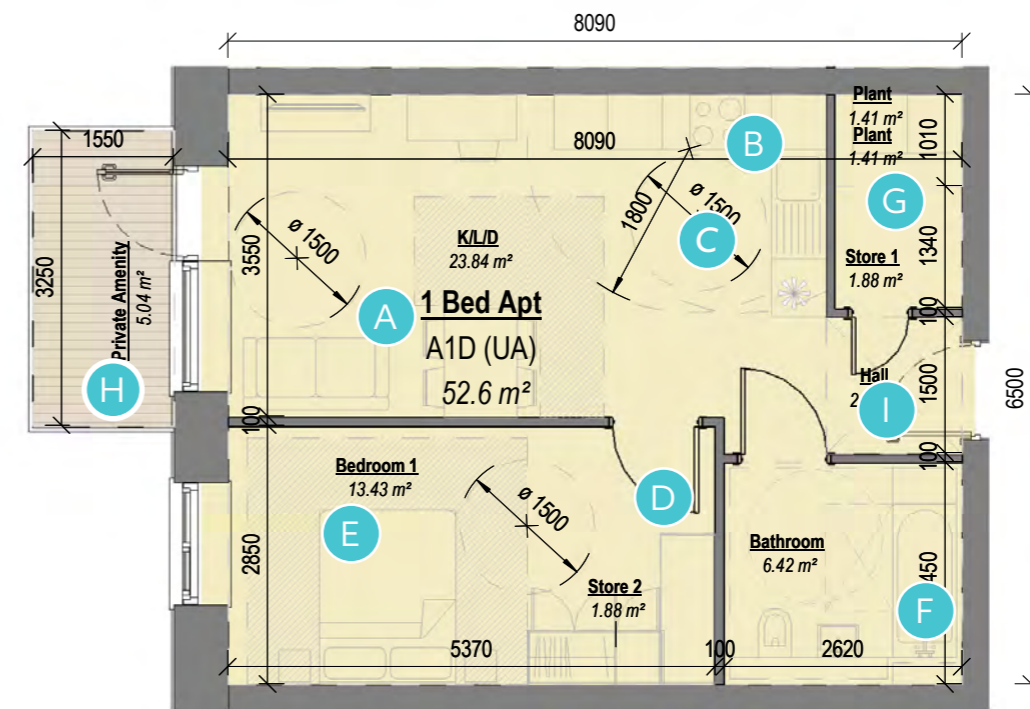 8090
Plant
1.41 m²
Plant
1.41 m²
1010
1550
8090
B
G
ø 1500
1800
ø 1500
C
3550
K/L/D
23.84 m²
Store 1
1.88 m²
1340
3250
Private Amenity
5.04 m²
A
1 Bed Apt
A1D (UA)
52.6 m²
100
Hall
2
I
1500
6500
H
100
100
Bedroom 1
13.43 m²
D
ø 1500
E
2850
Bathroom
6.42 m²
450
Store 2
1.88 m²
F
5370
100
2620